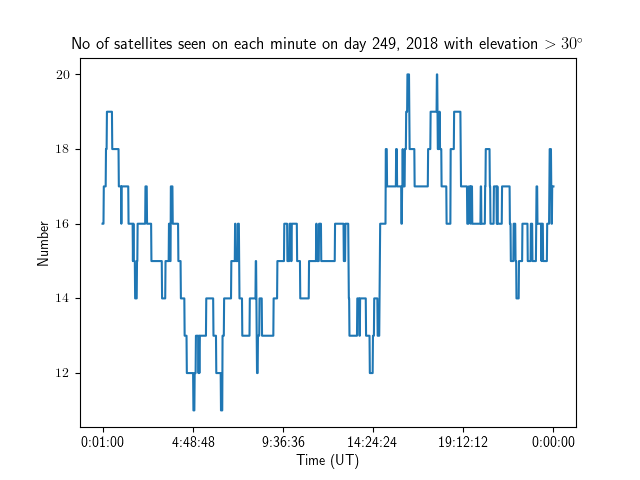 No of satellites seen on each minute on day 249, 2018 with elevation > 30°
20
18
16
14
12
Number
0:01:00 4:48:48 9:36:36 14:24:24 19:12:12 0:00:00
Time (UT)